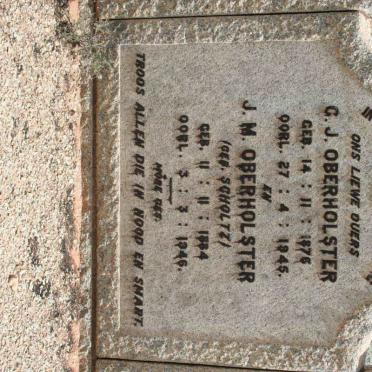 ONS LIEWE OUERS
C. J. OBERHOLSTER
GEB. 14 : 11 : 1876
OORL. 27 : 4 : 1945.
EN
J. M. OBERHOLSTER
(GEB. SCHOLTZ)
GEB. 11 : 11 : 1884
OORL. 3 : 3 : 1946.
TROOS ALLEN DIE IN NOOD EN SMART.